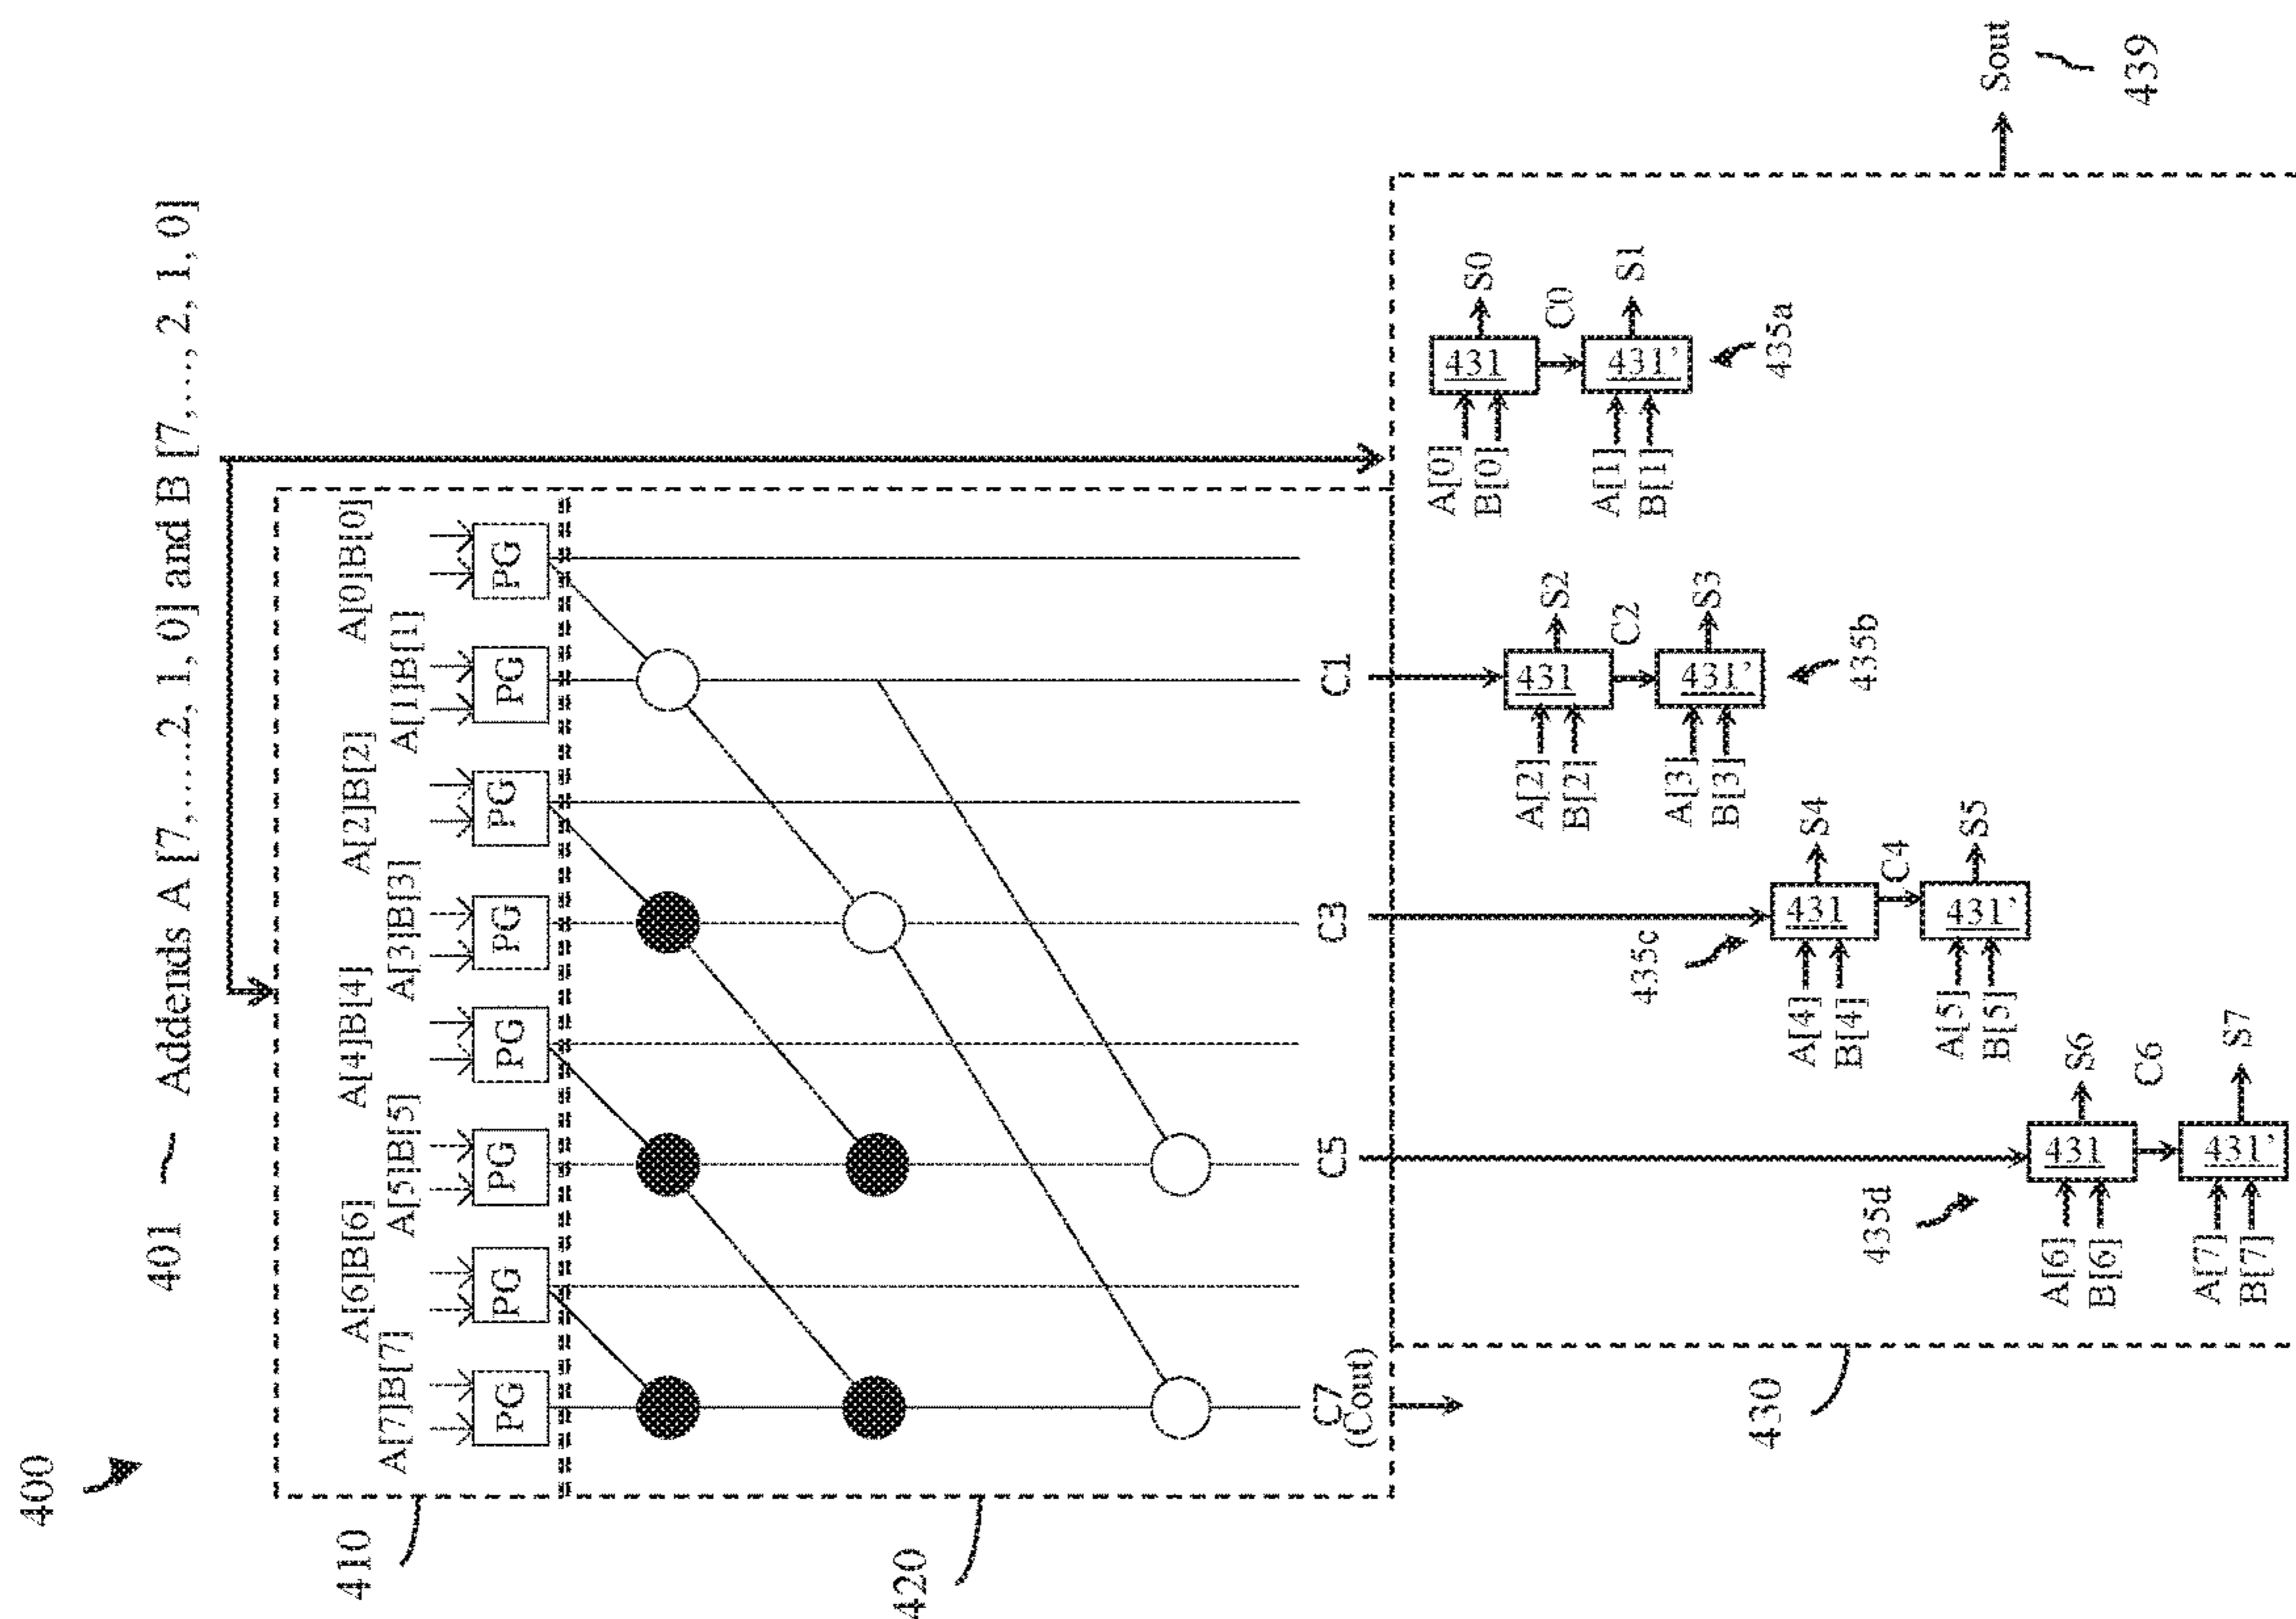 400
401
Addends A [7,.....2, 1, 0] and B [7,..., 2, 1, 0]
410
A[7]B[7]
A[6]B[6]
A[5]B[5]
A[4]B[4]
A[3]B[3]
A[2]B[2]
A[1]B[1]
A[0]B[0]
PG
PG
PG
PG
PG
PG
PG
PG
420
C7
(Cout)
C5
C3
C1
430
A[0]
B[0]
431
S0
C0
A[1]
B[1]
431'
S1
435a
A[2]
B[2]
431
S2
C2
A[3]
B[3]
431'
S3
435b
435c
A[4]
B[4]
431
S4
C4
A[5]
B[5]
431'
S5
435d
A[6]
B[6]
431
S6
C6
A[7]
B[7]
431'
S7
Sout
439